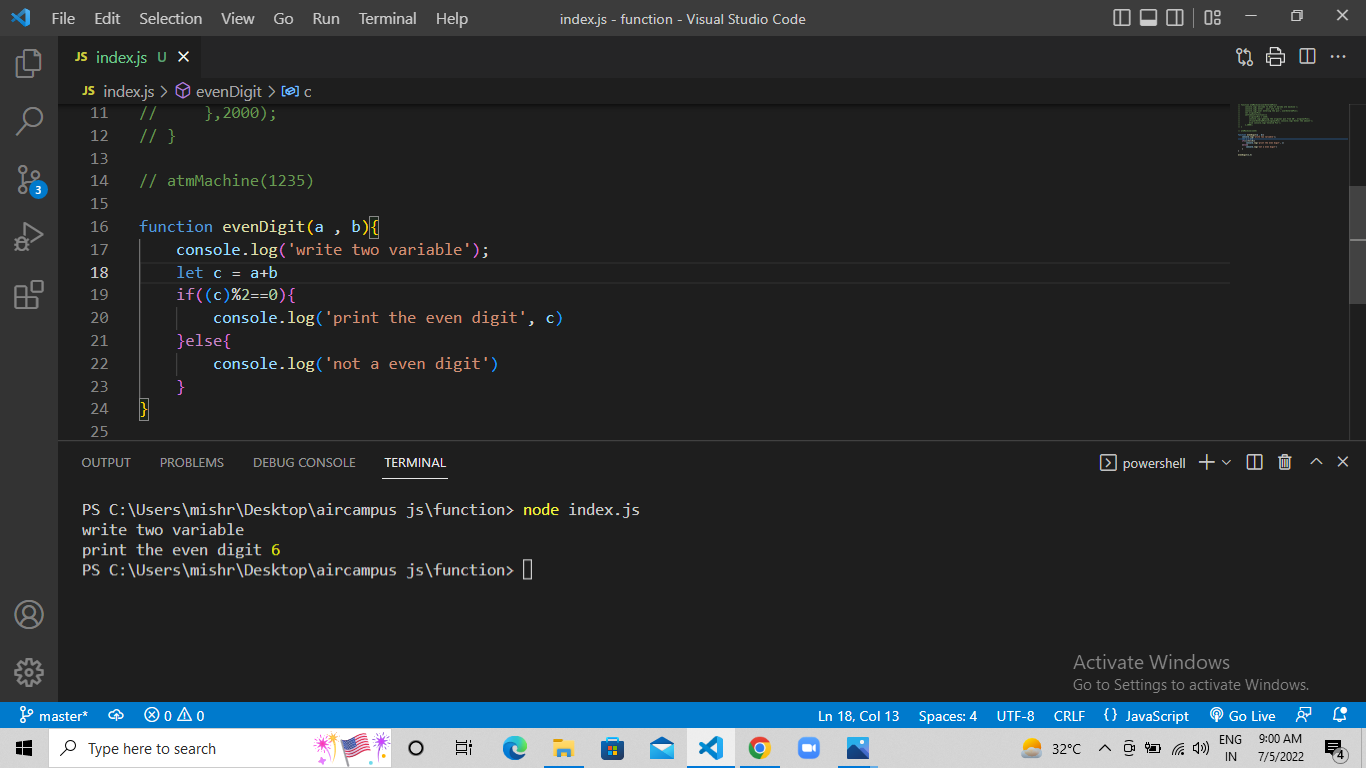 File Edit Selection View Go Run Terminal Help index.js - function - Visual Studio Code
JS index.js U
JS index.js > evenDigit > c
11 //     },2000);
12 // }
13
14 // atmMachine(1235)
15
16 function evenDigit(a , b){
17     console.log('write two variable');
18     let c = a+b
19     if((c)%2==0){
20         console.log('print the even digit', c)
21     }else{
22         console.log('not a even digit')
23     }
24 }
25
3
OUTPUT PROBLEMS DEBUG CONSOLE TERMINAL powershell
PS C:\Users\mishr\Desktop\aircampus js\function> node index.js
write two variable
print the even digit 6
PS C:\Users\mishr\Desktop\aircampus js\function>
Activate Windows
Go to Settings to activate Windows.
master* 0 0 Ln 18, Col 13 Spaces: 4 UTF-8 CRLF {} JavaScript Go Live
Type here to search 32°C ENG 9:00 AM
IN 7/5/2022 4